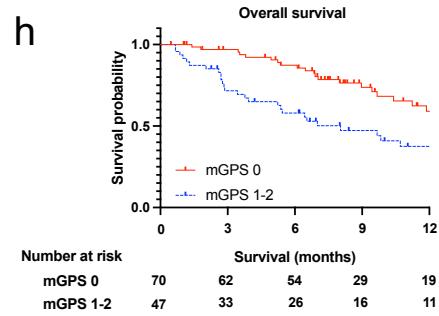 h
Overall survival
Survival probability
1.0
0.5
0.0
mGPS 0
mGPS 1-2
0 3 6 9 12
Number at risk Survival (months)
mGPS 0 70 62 54 29 19
mGPS 1-2 47 33 26 16 11